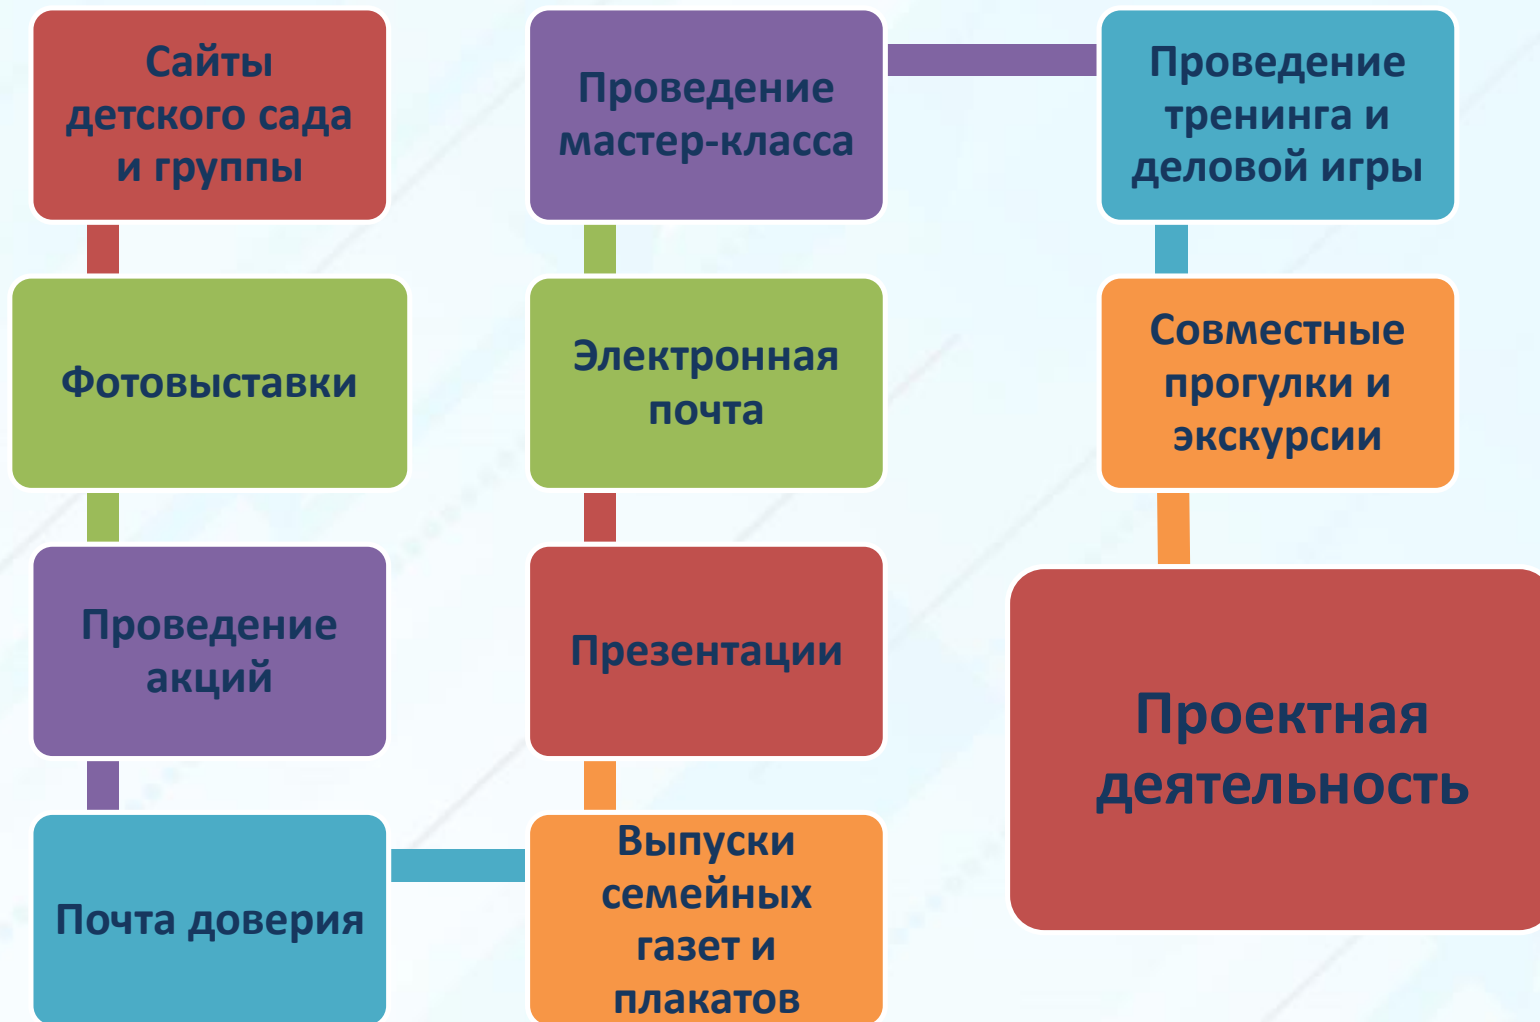 Сайты
детского сада
и группы
Фотовыставки
Проведение
акций
Почта доверия
Выпуски
семейных
газет и
плакатов
Презентации
Электронная
почта
Проведение
мастер-класса
Проведение
тренинга и
деловой игры
Совместные
прогулки и
экскурсии
Проектная
деятельность